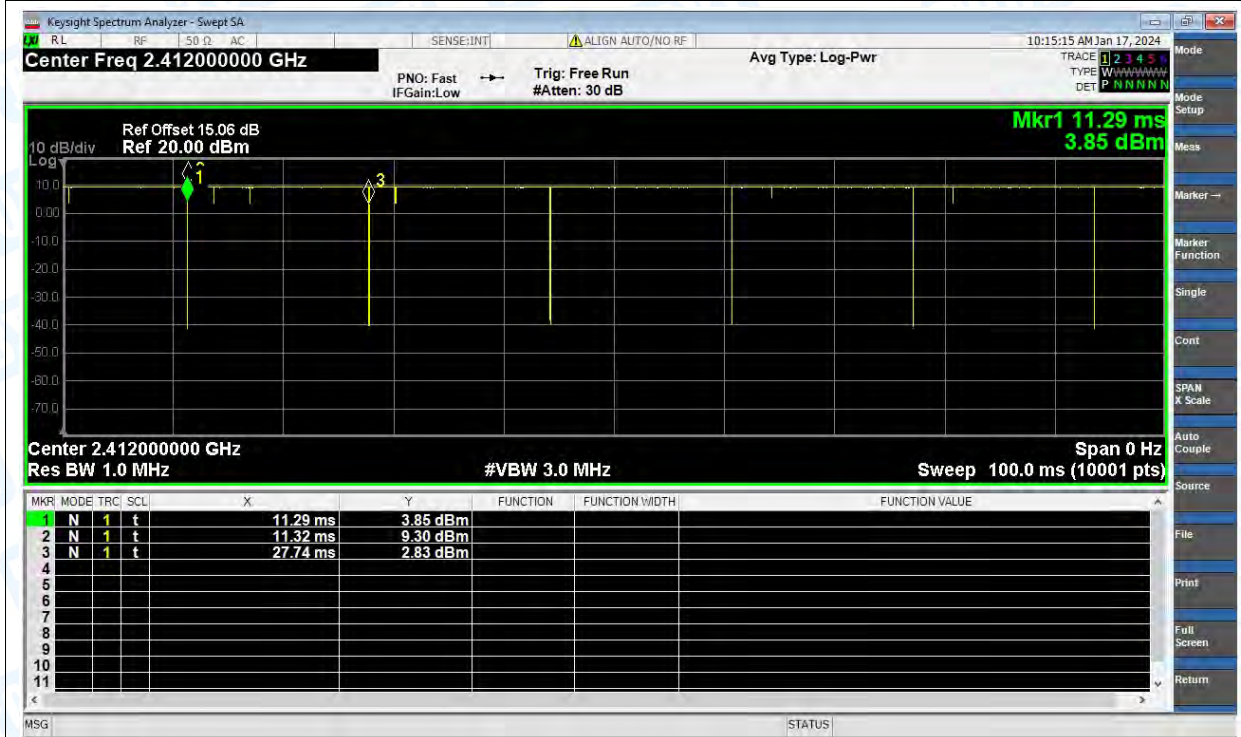 Keysight Spectrum Analyzer - Swept SA
LXI RL RF 50 Ω AC SENSE:INT ALIGN AUTO/NO RF 10:15:15 AM Jan 17, 2024
Center Freq 2.412000000 GHz
PNO: Fast
IFGain:Low
Trig: Free Run
#Atten: 30 dB
Avg Type: Log-Pwr
TRACE 1 2 3 4 5 6
TYPE WWWWWW
DET P N N N N N
Mkr1 11.29 ms
3.85 dBm
Ref Offset 15.06 dB
10 dB/div Ref 20.00 dBm
Log
10.0
0.00
-10.0
-20.0
-30.0
-40.0
-50.0
-60.0
-70.0
1
3
Center 2.412000000 GHz Span 0 Hz
Res BW 1.0 MHz #VBW 3.0 MHz Sweep 100.0 ms (10001 pts)
MKR MODE TRC SCL X Y FUNCTION FUNCTION WIDTH FUNCTION VALUE
1 N 1 t 11.29 ms 3.85 dBm
2 N 1 t 11.32 ms 9.30 dBm
3 N 1 t 27.74 ms 2.83 dBm
4
5
6
7
8
9
10
11
MSG STATUS
Mode
Mode Setup
Meas
Marker →
Marker Function
Single
Cont
SPAN X Scale
Auto Couple
Source
File
Print
Full Screen
Return